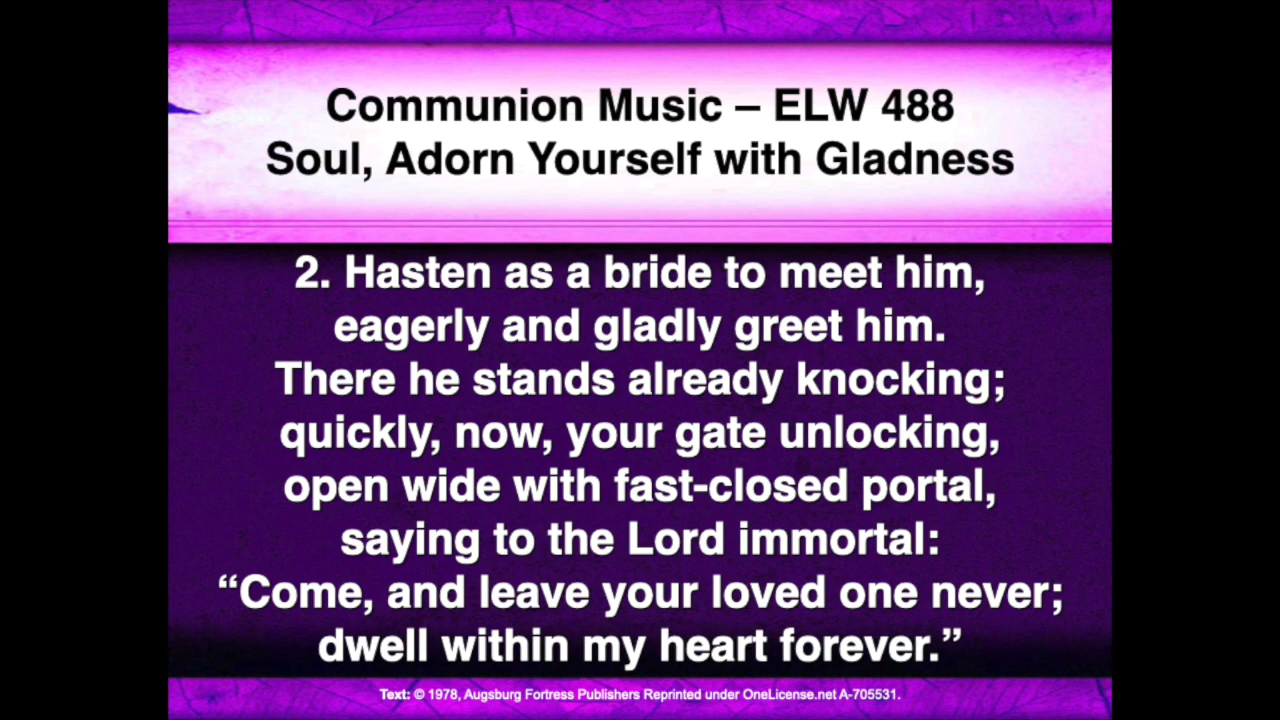 Communion Music – ELW 488
Soul, Adorn Yourself with Gladness
2. Hasten as a bride to meet him,
eagerly and gladly greet him.
There he stands already knocking;
quickly, now, your gate unlocking,
open wide with fast-closed portal,
saying to the Lord immortal:
“Come, and leave your loved one never;
dwell within my heart forever.”
Text: © 1978, Augsburg Fortress Publishers Reprinted under OneLicense.net A-705531.